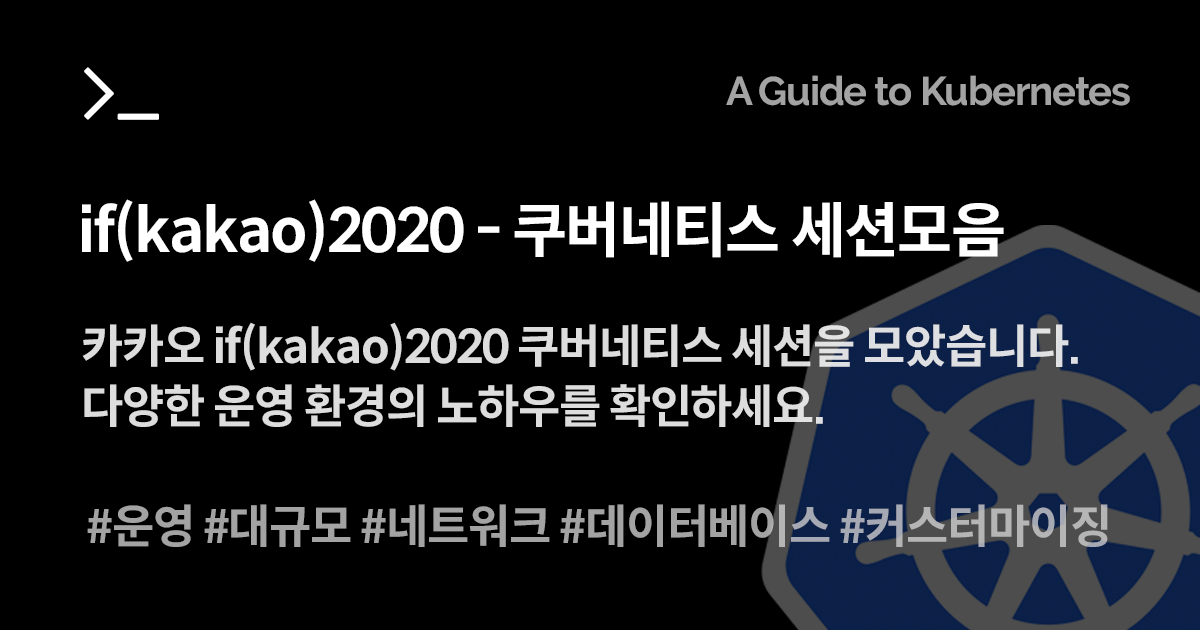 >_
A Guide to Kubernetes
if(kakao)2020 - 쿠버네티스 세션모음
카카오 if(kakao)2020 쿠버네티스 세션을 모았습니다.
다양한 운영 환경의 노하우를 확인하세요.
#운영 #대규모 #네트워크 #데이터베이스 #커스터마이징